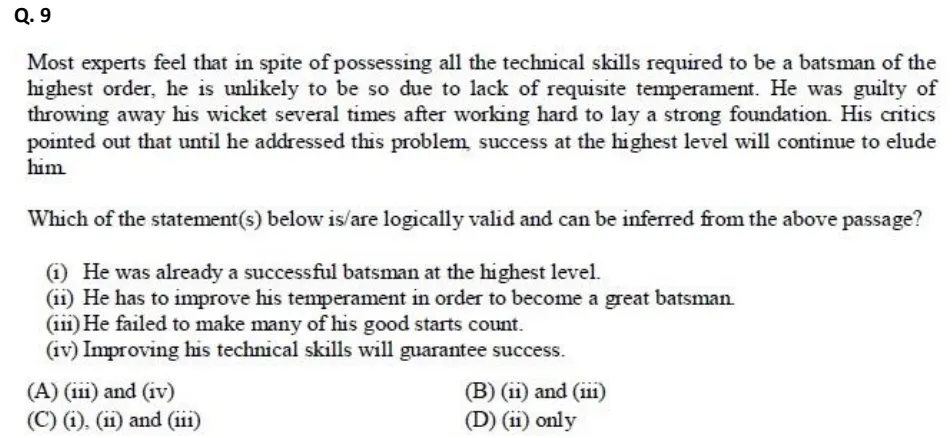 Q. 9
Most experts feel that in spite of possessing all the technical skills required to be a batsman of the
highest order, he is unlikely to be so due to lack of requisite temperament. He was guilty of
throwing away his wicket several times after working hard to lay a strong foundation. His critics
pointed out that until he addressed this problem, success at the highest level will continue to elude
him.
Which of the statement(s) below is/are logically valid and can be inferred from the above passage?
(i) He was already a successful batsman at the highest level.
(ii) He has to improve his temperament in order to become a great batsman.
(iii) He failed to make many of his good starts count.
(iv) Improving his technical skills will guarantee success.
(A) (iii) and (iv) (B) (ii) and (iii)
(C) (i), (ii) and (iii) (D) (ii) only